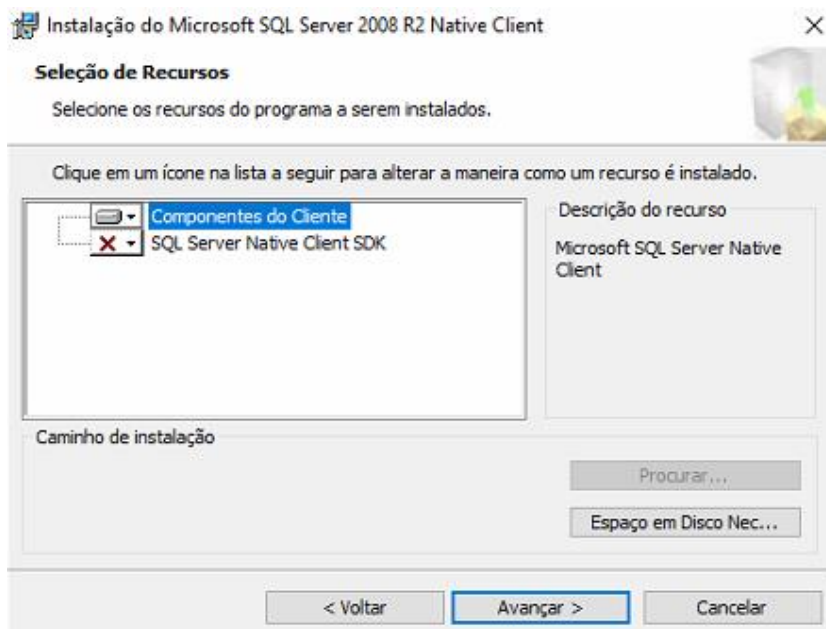 Instalação do Microsoft SQL Server 2008 R2 Native Client
Seleção de Recursos
Selecione os recursos do programa a serem instalados.
Clique em um ícone na lista a seguir para alterar a maneira como um recurso é instalado.
Componentes do Cliente
SQL Server Native Client SDK
Descrição do recurso
Microsoft SQL Server Native
Client
Caminho de instalação
Procurar...
Espaço em Disco Nec...
< Voltar
Avançar >
Cancelar